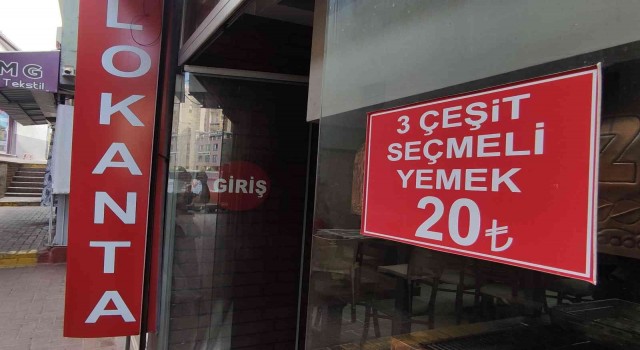 MG
Tekstil
LOKANTA
GİRİŞ
3 ÇEŞİT
SEÇMELİ
YEMEK
20₺